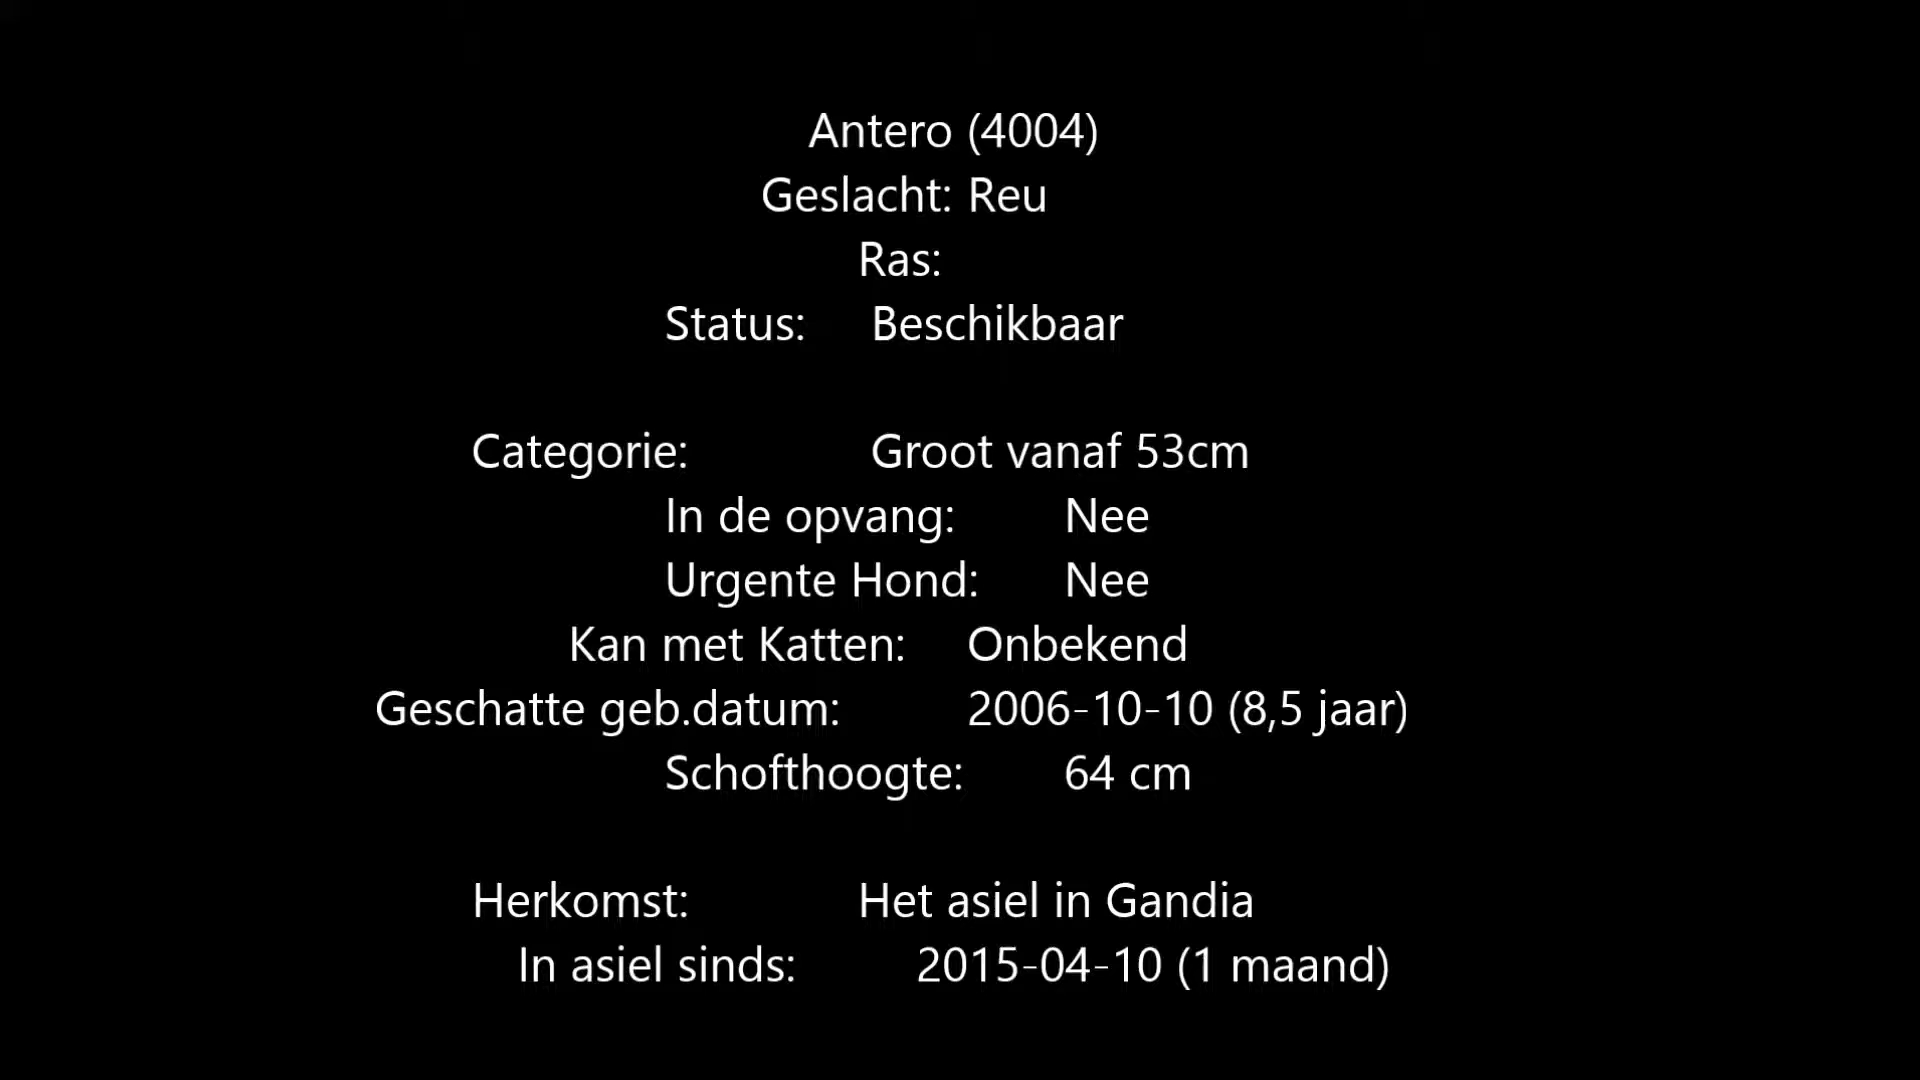 Antero (4004)
Geslacht: Reu
Ras:
Status: Beschikbaar
Categorie: Groot vanaf 53cm
In de opvang: Nee
Urgente Hond: Nee
Kan met Katten: Onbekend
Geschatte geb.datum: 2006-10-10 (8,5 jaar)
Schofthoogte: 64 cm
Herkomst: Het asiel in Gandia
In asiel sinds: 2015-04-10 (1 maand)